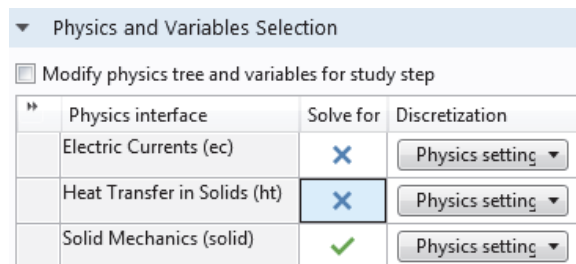 Physics and Variables Selection
Modify physics tree and variables for study step
Physics interface Solve for Discretization
Electric Currents (ec) Physics setting
Heat Transfer in Solids (ht) Physics setting
Solid Mechanics (solid) Physics setting